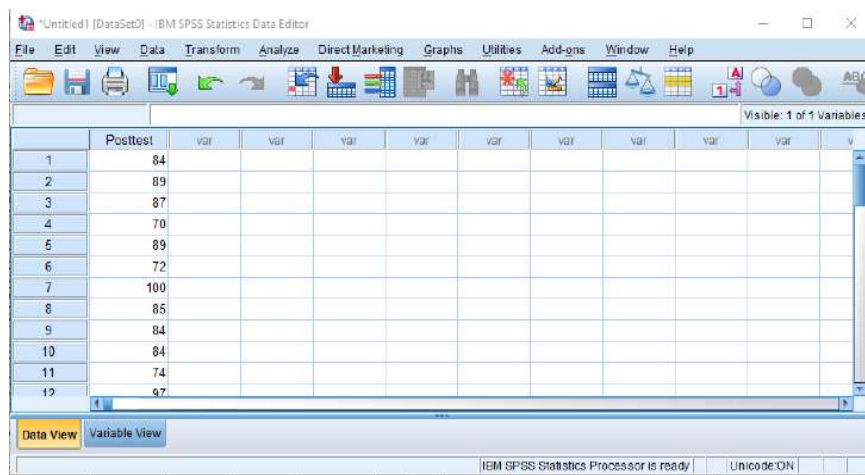 *Untitled1 [DataSet0] - IBM SPSS Statistics Data Editor
File Edit View Data Transform Analyze Direct Marketing Graphs Utilities Add-ons Window Help
Visible: 1 of 1 Variables
Posttest var var var var var var var var var v
1 84
2 89
3 87
4 70
5 89
6 72
7 100
8 85
9 84
10 84
11 74
12 97
Data View Variable View
IBM SPSS Statistics Processor is ready Unicode:ON